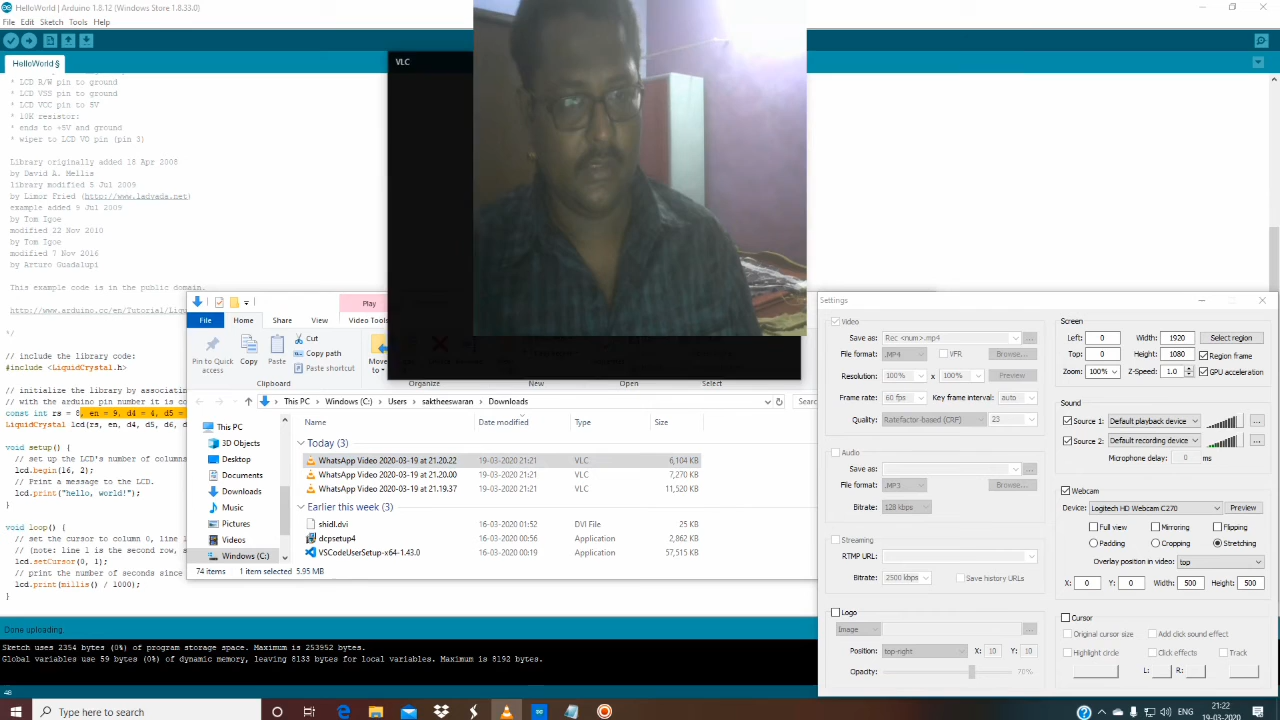 HelloWorld | Arduino 1.8.12 (Windows Store 1.8.33.0)
File Edit Sketch Tools Help
HelloWorld §
VLC
* LCD R/W pin to ground
* LCD VSS pin to ground
* LCD VCC pin to 5V
* 10K resistor:
* ends to +5V and ground
* wiper to LCD VO pin (pin 3)
Library originally added 18 Apr 2008
by David A. Mellis
library modified 5 Jul 2009
by Limor Fried (http://www.ladyada.net)
example added 9 Jul 2009
by Tom Igoe
modified 22 Nov 2010
by Tom Igoe
modified 7 Nov 2016
by Arturo Guadalupi
This example code is in the public domain.
http://www.arduino.cc/en/Tutorial/Liqu
*/
// include the library code:
#include <LiquidCrystal.h>
// initialize the library by associatin
// with the arduino pin number it is co
const int rs = 8, en = 9, d4 = 4, d5 =
LiquidCrystal lcd(rs, en, d4, d5, d6, d
void setup() {
// set up the LCD's number of columns
lcd.begin(16, 2);
// Print a message to the LCD.
lcd.print("hello, world!");
}
void loop() {
// set the cursor to column 0, line 1
// (note: line 1 is the second row, s
lcd.setCursor(0, 1);
// print the number of seconds since
lcd.print(millis() / 1000);
}
Done uploading.
Sketch uses 2354 bytes (0%) of program storage space. Maximum is 253952 bytes.
Global variables use 59 bytes (0%) of dynamic memory, leaving 8133 bytes for local variables. Maximum is 8192 bytes.
48
Play
File Home Share View Video Tools
Pin to Quick access
Copy
Paste
Cut
Copy path
Paste shortcut
Move to
Clipboard Organize New Open Select
This PC Windows (C:) Users saktheeswaran Downloads
Searc
Name Date modified Type Size
This PC
3D Objects
Desktop
Documents
Downloads
Music
Pictures
Videos
Windows (C:)
Today (3)
WhatsApp Video 2020-03-19 at 21.20.22 19-03-2020 21:21 VLC 6,104 KB
WhatsApp Video 2020-03-19 at 21.20.00 19-03-2020 21:21 VLC 7,270 KB
WhatsApp Video 2020-03-19 at 21.19.37 19-03-2020 21:21 VLC 11,520 KB
Earlier this week (3)
shidl.dvi 16-03-2020 01:52 DVI File 25 KB
dcpsetup4 16-03-2020 00:56 Application 2,862 KB
VSCodeUserSetup-x64-1.43.0 16-03-2020 00:19 Application 57,515 KB
74 items 1 item selected 5.95 MB
Settings
Video
Save as: Rec <num>.mp4 ...
File format: .MP4 VFR Browse...
Resolution: 100% x 100% Preview
Frame rate: 60 fps Key frame interval: auto
Quality: Ratefactor-based (CRF) 23
Audio
Save as: ...
File format: .MP3 Browse...
Bitrate: 128 kbps
Streaming
RTMP URL:
Bitrate: 2500 kbps Save history URLs
Logo
Image ...
Position: top-right X: 10 Y: 10
Opacity: 70%
Screen
Left: 0 Width: 1920 Select region
Top: 0 Height: 1080 Region frame
Zoom: 100% Z-Speed: 1.0 GPU acceleration
Sound
Source 1: Default playback device ...
Source 2: Default recording device ...
Microphone delay: 0 ms
Webcam
Device: Logitech HD Webcam C270 Preview
Full view Mirroring Flipping
Padding Cropping Stretching
Overlay position in video: top
X: 0 Y: 0 Width: 500 Height: 500
Cursor
Original cursor size Add click sound effect
Highlight circle Click effects Track
L: R:
Type here to search
ENG
21:22
19-03-2020